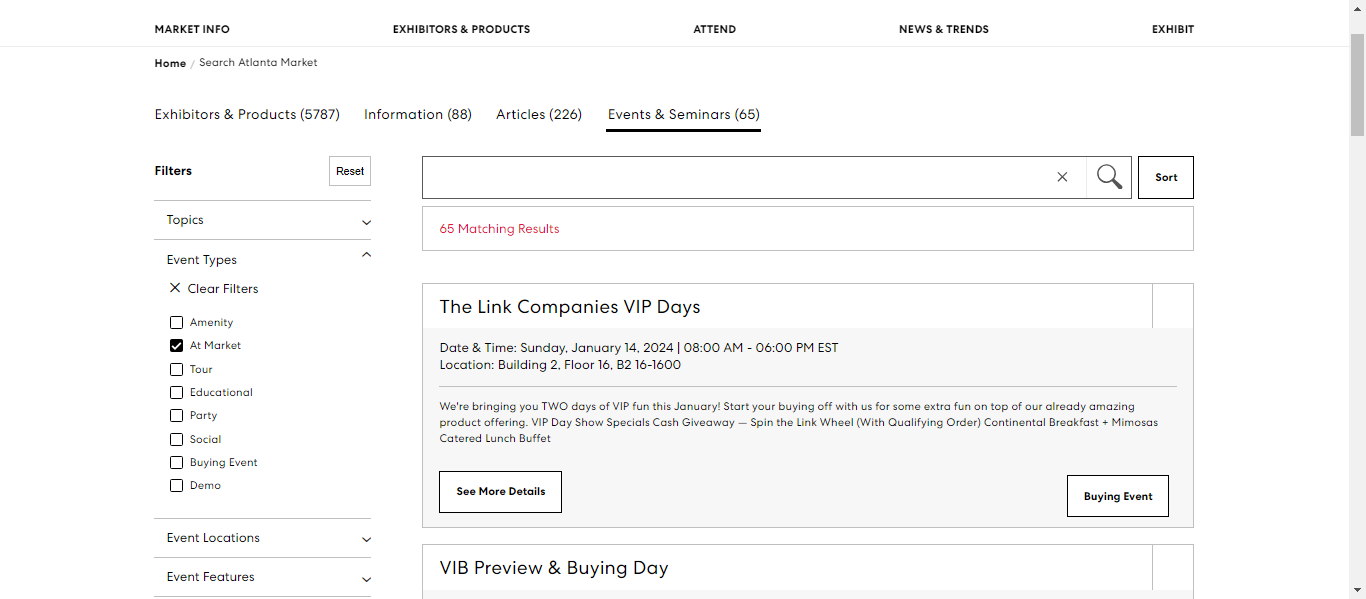 MARKET INFO EXHIBITORS & PRODUCTS ATTEND NEWS & TRENDS EXHIBIT
Home / Search Atlanta Market
Exhibitors & Products (5787) Information (88) Articles (226) Events & Seminars (65)
Filters Reset
Topics
Event Types
Clear Filters
Amenity
At Market
Tour
Educational
Party
Social
Buying Event
Demo
Event Locations
Event Features
Sort
65 Matching Results
The Link Companies VIP Days
Date & Time: Sunday, January 14, 2024 | 08:00 AM - 06:00 PM EST
Location: Building 2, Floor 16, B2 16-1600
We're bringing you TWO days of VIP fun this January! Start your buying off with us for some extra fun on top of our already amazing
product offering. VIP Day Show Specials Cash Giveaway — Spin the Link Wheel (With Qualifying Order) Continental Breakfast + Mimosas
Catered Lunch Buffet
See More Details Buying Event
VIB Preview & Buying Day